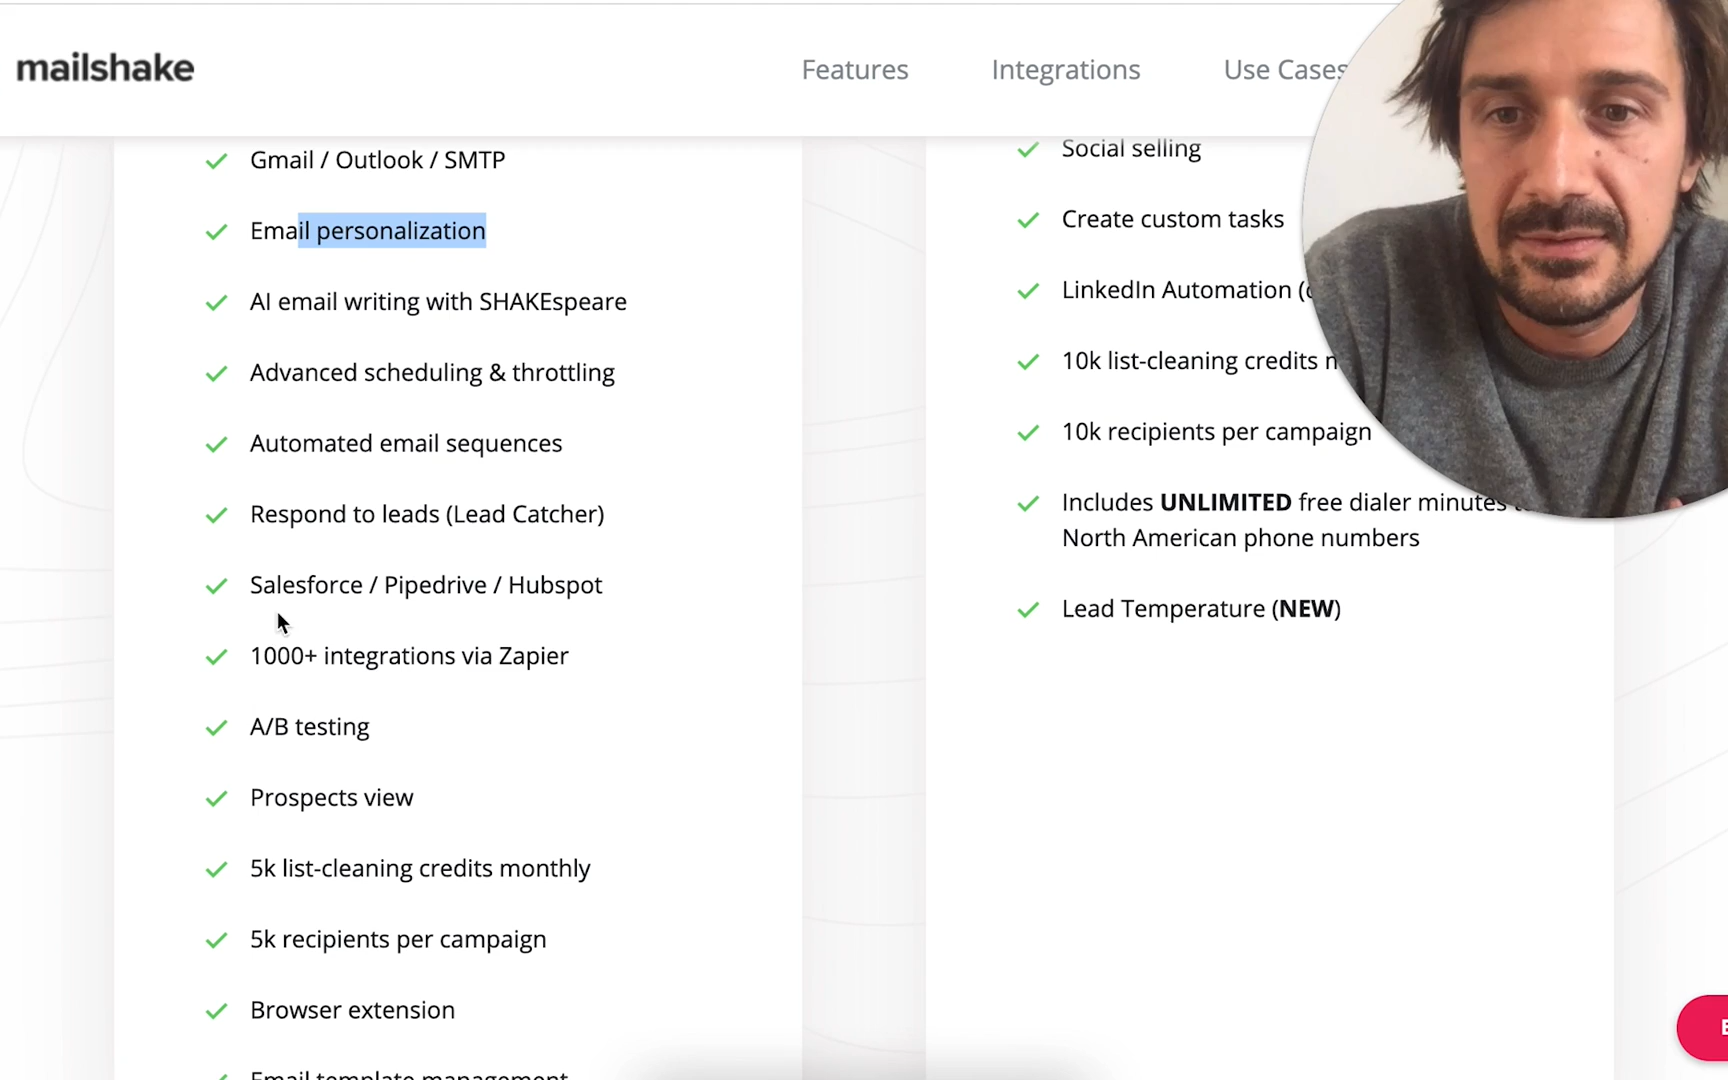 mailshake
Features
Integrations
Use Cases
Gmail / Outlook / SMTP
Email personalization
AI email writing with SHAKEspeare
Advanced scheduling & throttling
Automated email sequences
Respond to leads (Lead Catcher)
Salesforce / Pipedrive / Hubspot
1000+ integrations via Zapier
A/B testing
Prospects view
5k list-cleaning credits monthly
5k recipients per campaign
Browser extension
Email template management
Social selling
Create custom tasks
LinkedIn Automation
10k list-cleaning credits
10k recipients per campaign
Includes UNLIMITED free dialer minutes
North American phone numbers
Lead Temperature (NEW)